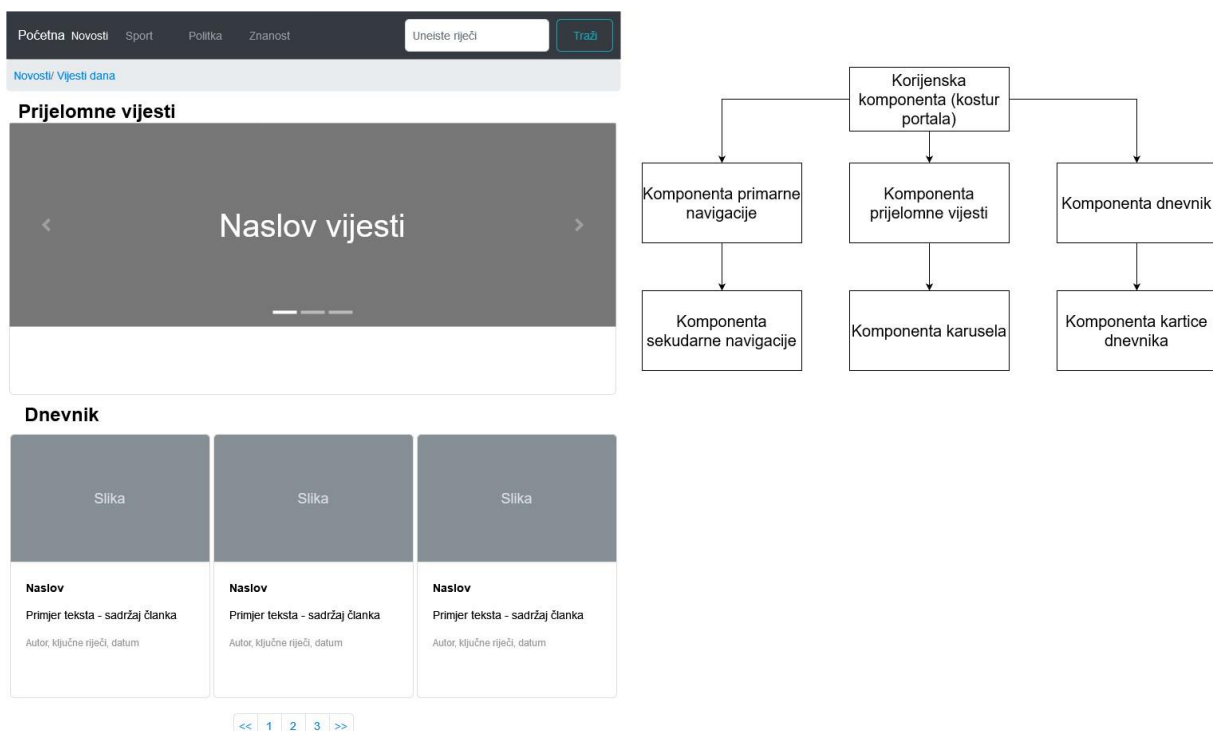 Poćetna Novosti Sport Politka Znanost Uneiste riječi Traži
Novosti/ Vijesti dana
Prijelomne vijesti
Naslov vijesti
Dnevnik
Slika Slika Slika
Naslov Naslov Naslov
Primjer teksta - sadržaj članka Primjer teksta - sadržaj članka Primjer teksta - sadržaj članka
Autor, ključne riječi, datum Autor, ključne riječi, datum Autor, ključne riječi, datum
<< 1 2 3 >>
Korijenska
komponenta (kostur
portala)
Komponenta primarne
navigacije
Komponenta
prijelomne vijesti
Komponenta dnevnik
Komponenta
sekudarne navigacije
Komponenta karusela
Komponenta kartice
dnevnika